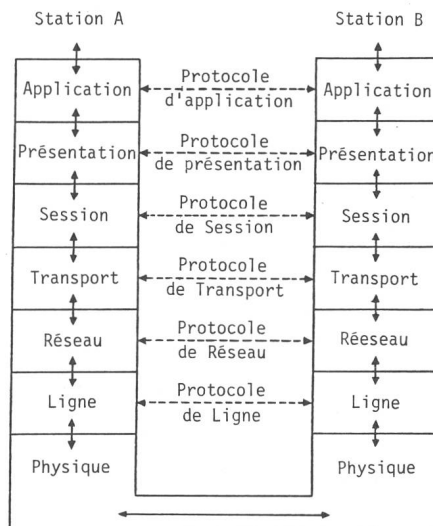 Station A
Station B
Application
Protocole
d'application
Application
Présentation
Protocole
de présentation
Présentation
Session
Protocole
de Session
Session
Transport
Protocole
de Transport
Transport
Réseau
Protocole
de Réseau
Réeseau
Ligne
Protocole
de Ligne
Ligne
Physique
Physique